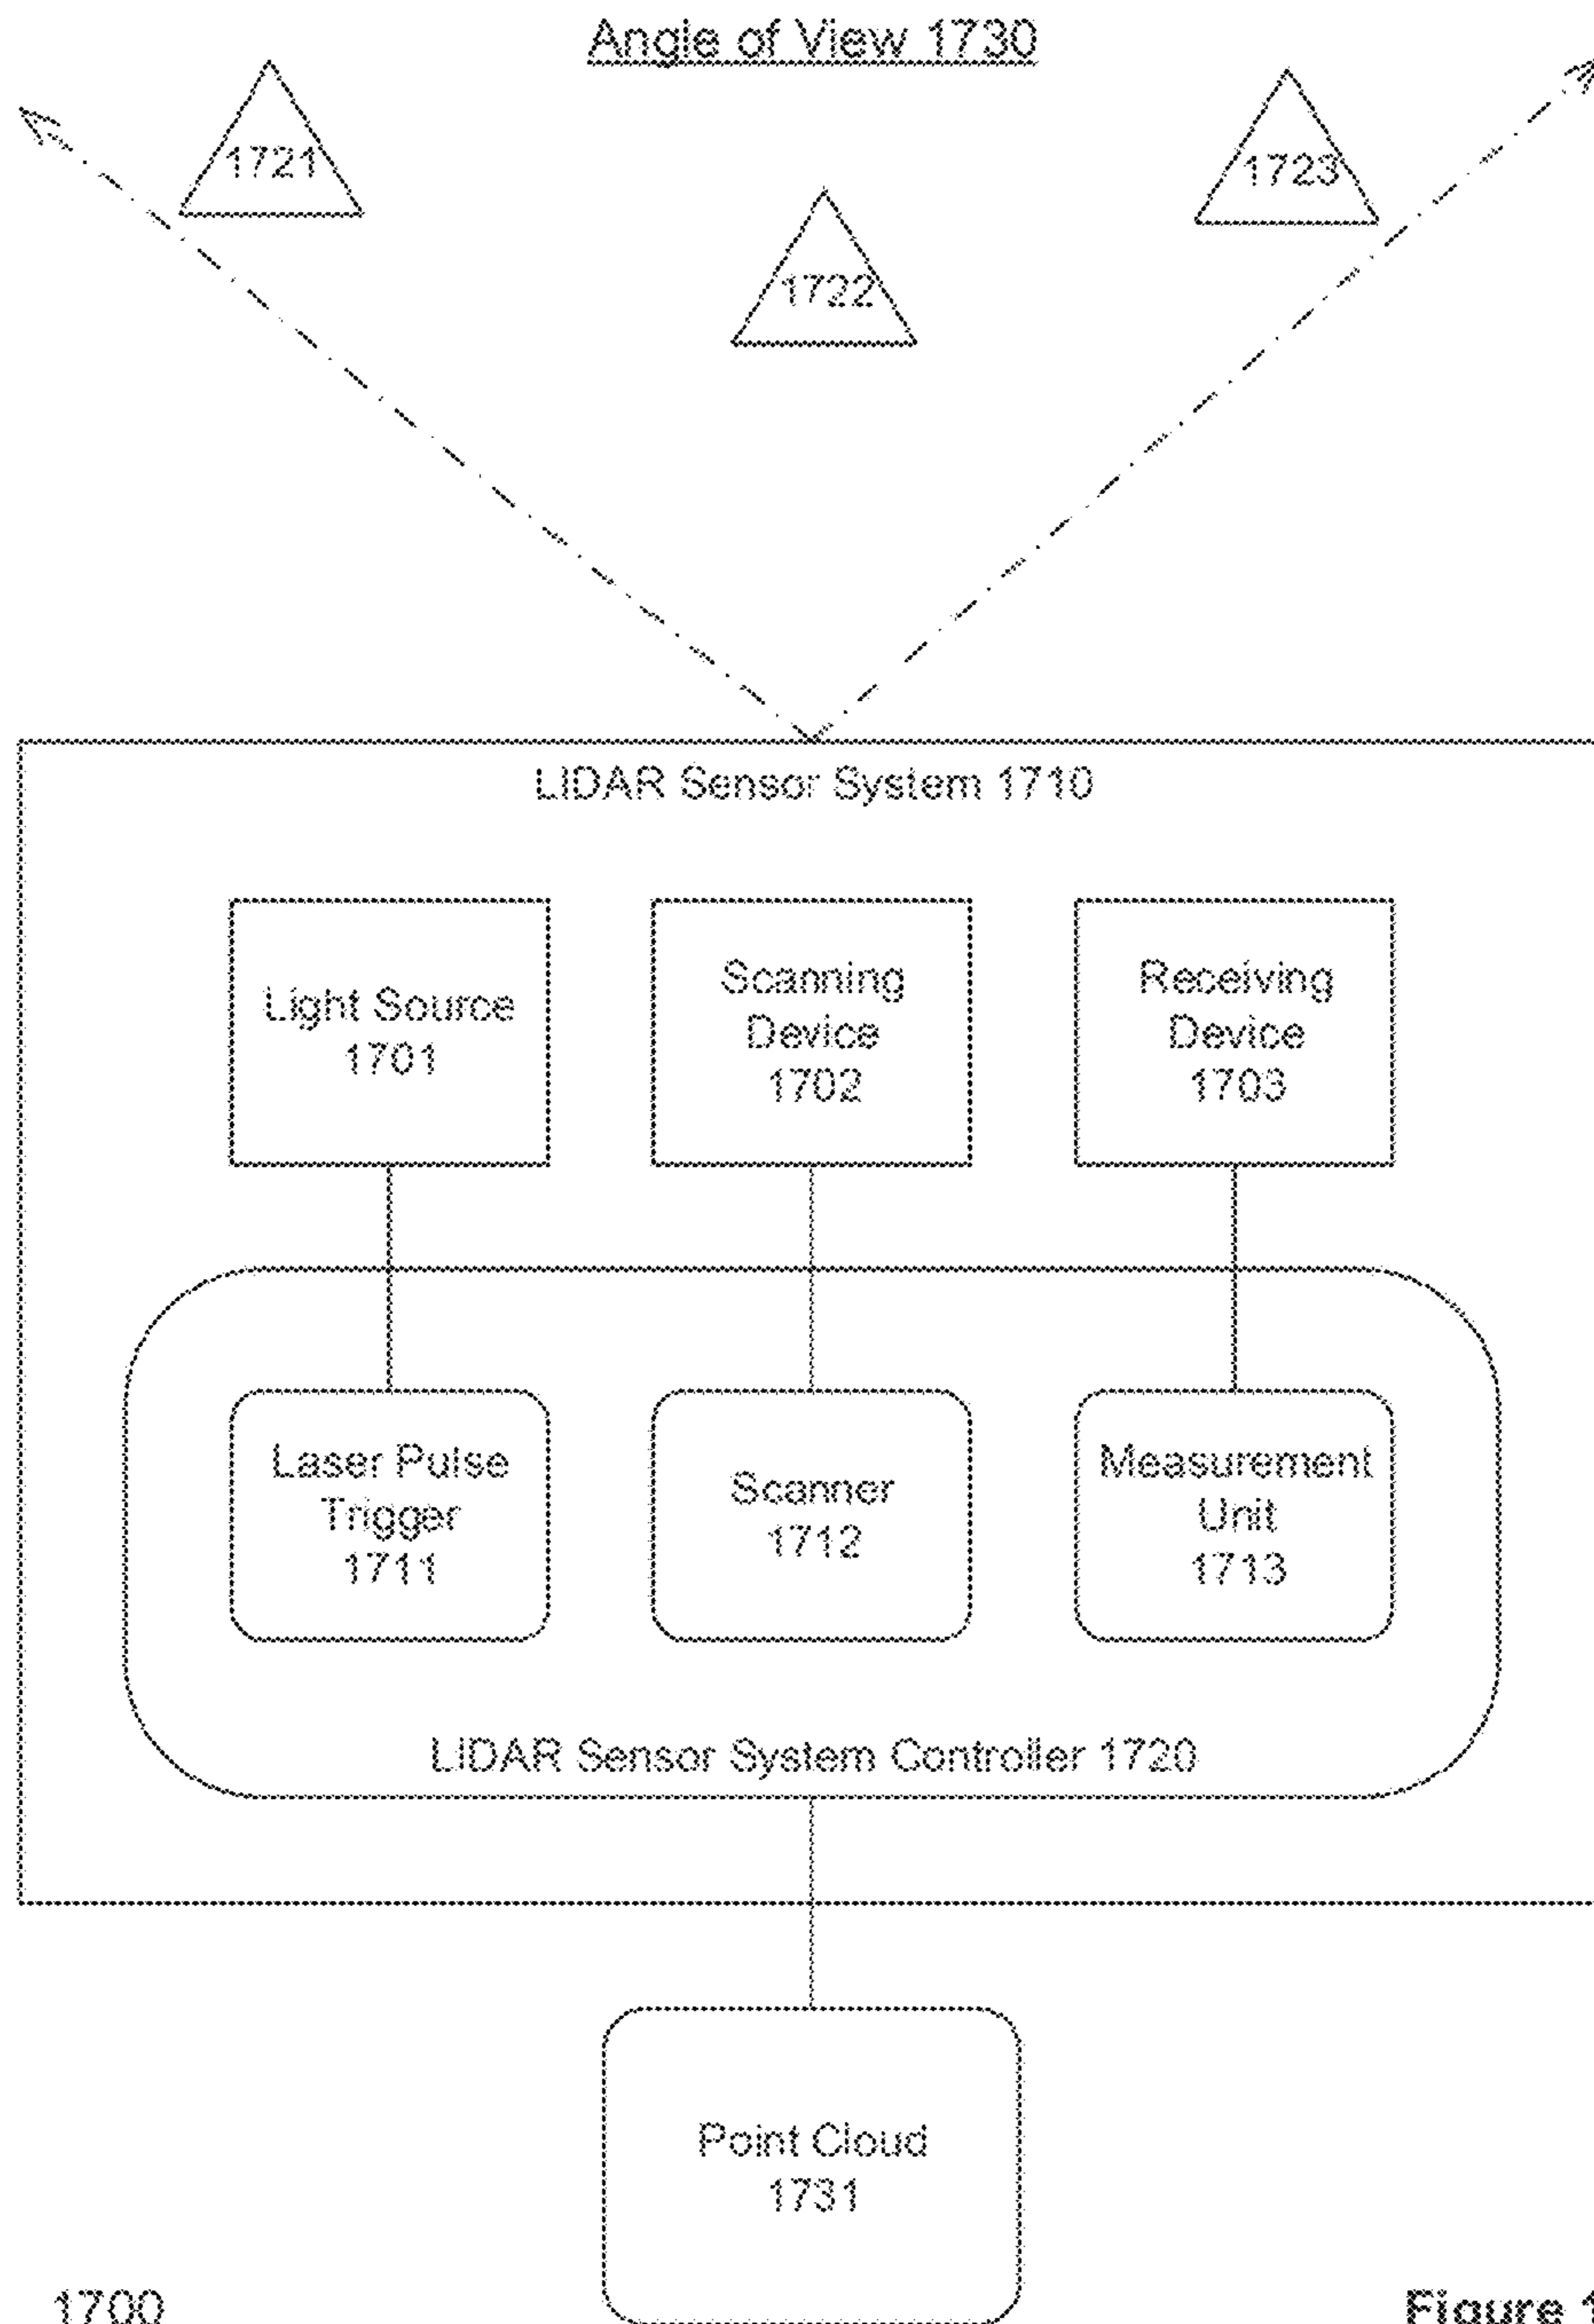 Angle of View 1730
1721
1723
1722
LIDAR Sensor System 1710
Light Source
1701
Scanning
Device
1702
Receiving
Device
1703
Laser Pulse
Trigger
1711
Scanner
1712
Measurement
Unit
1713
LIDAR Sensor System Controller 1720
Point Cloud
1731
1700
Figure 1